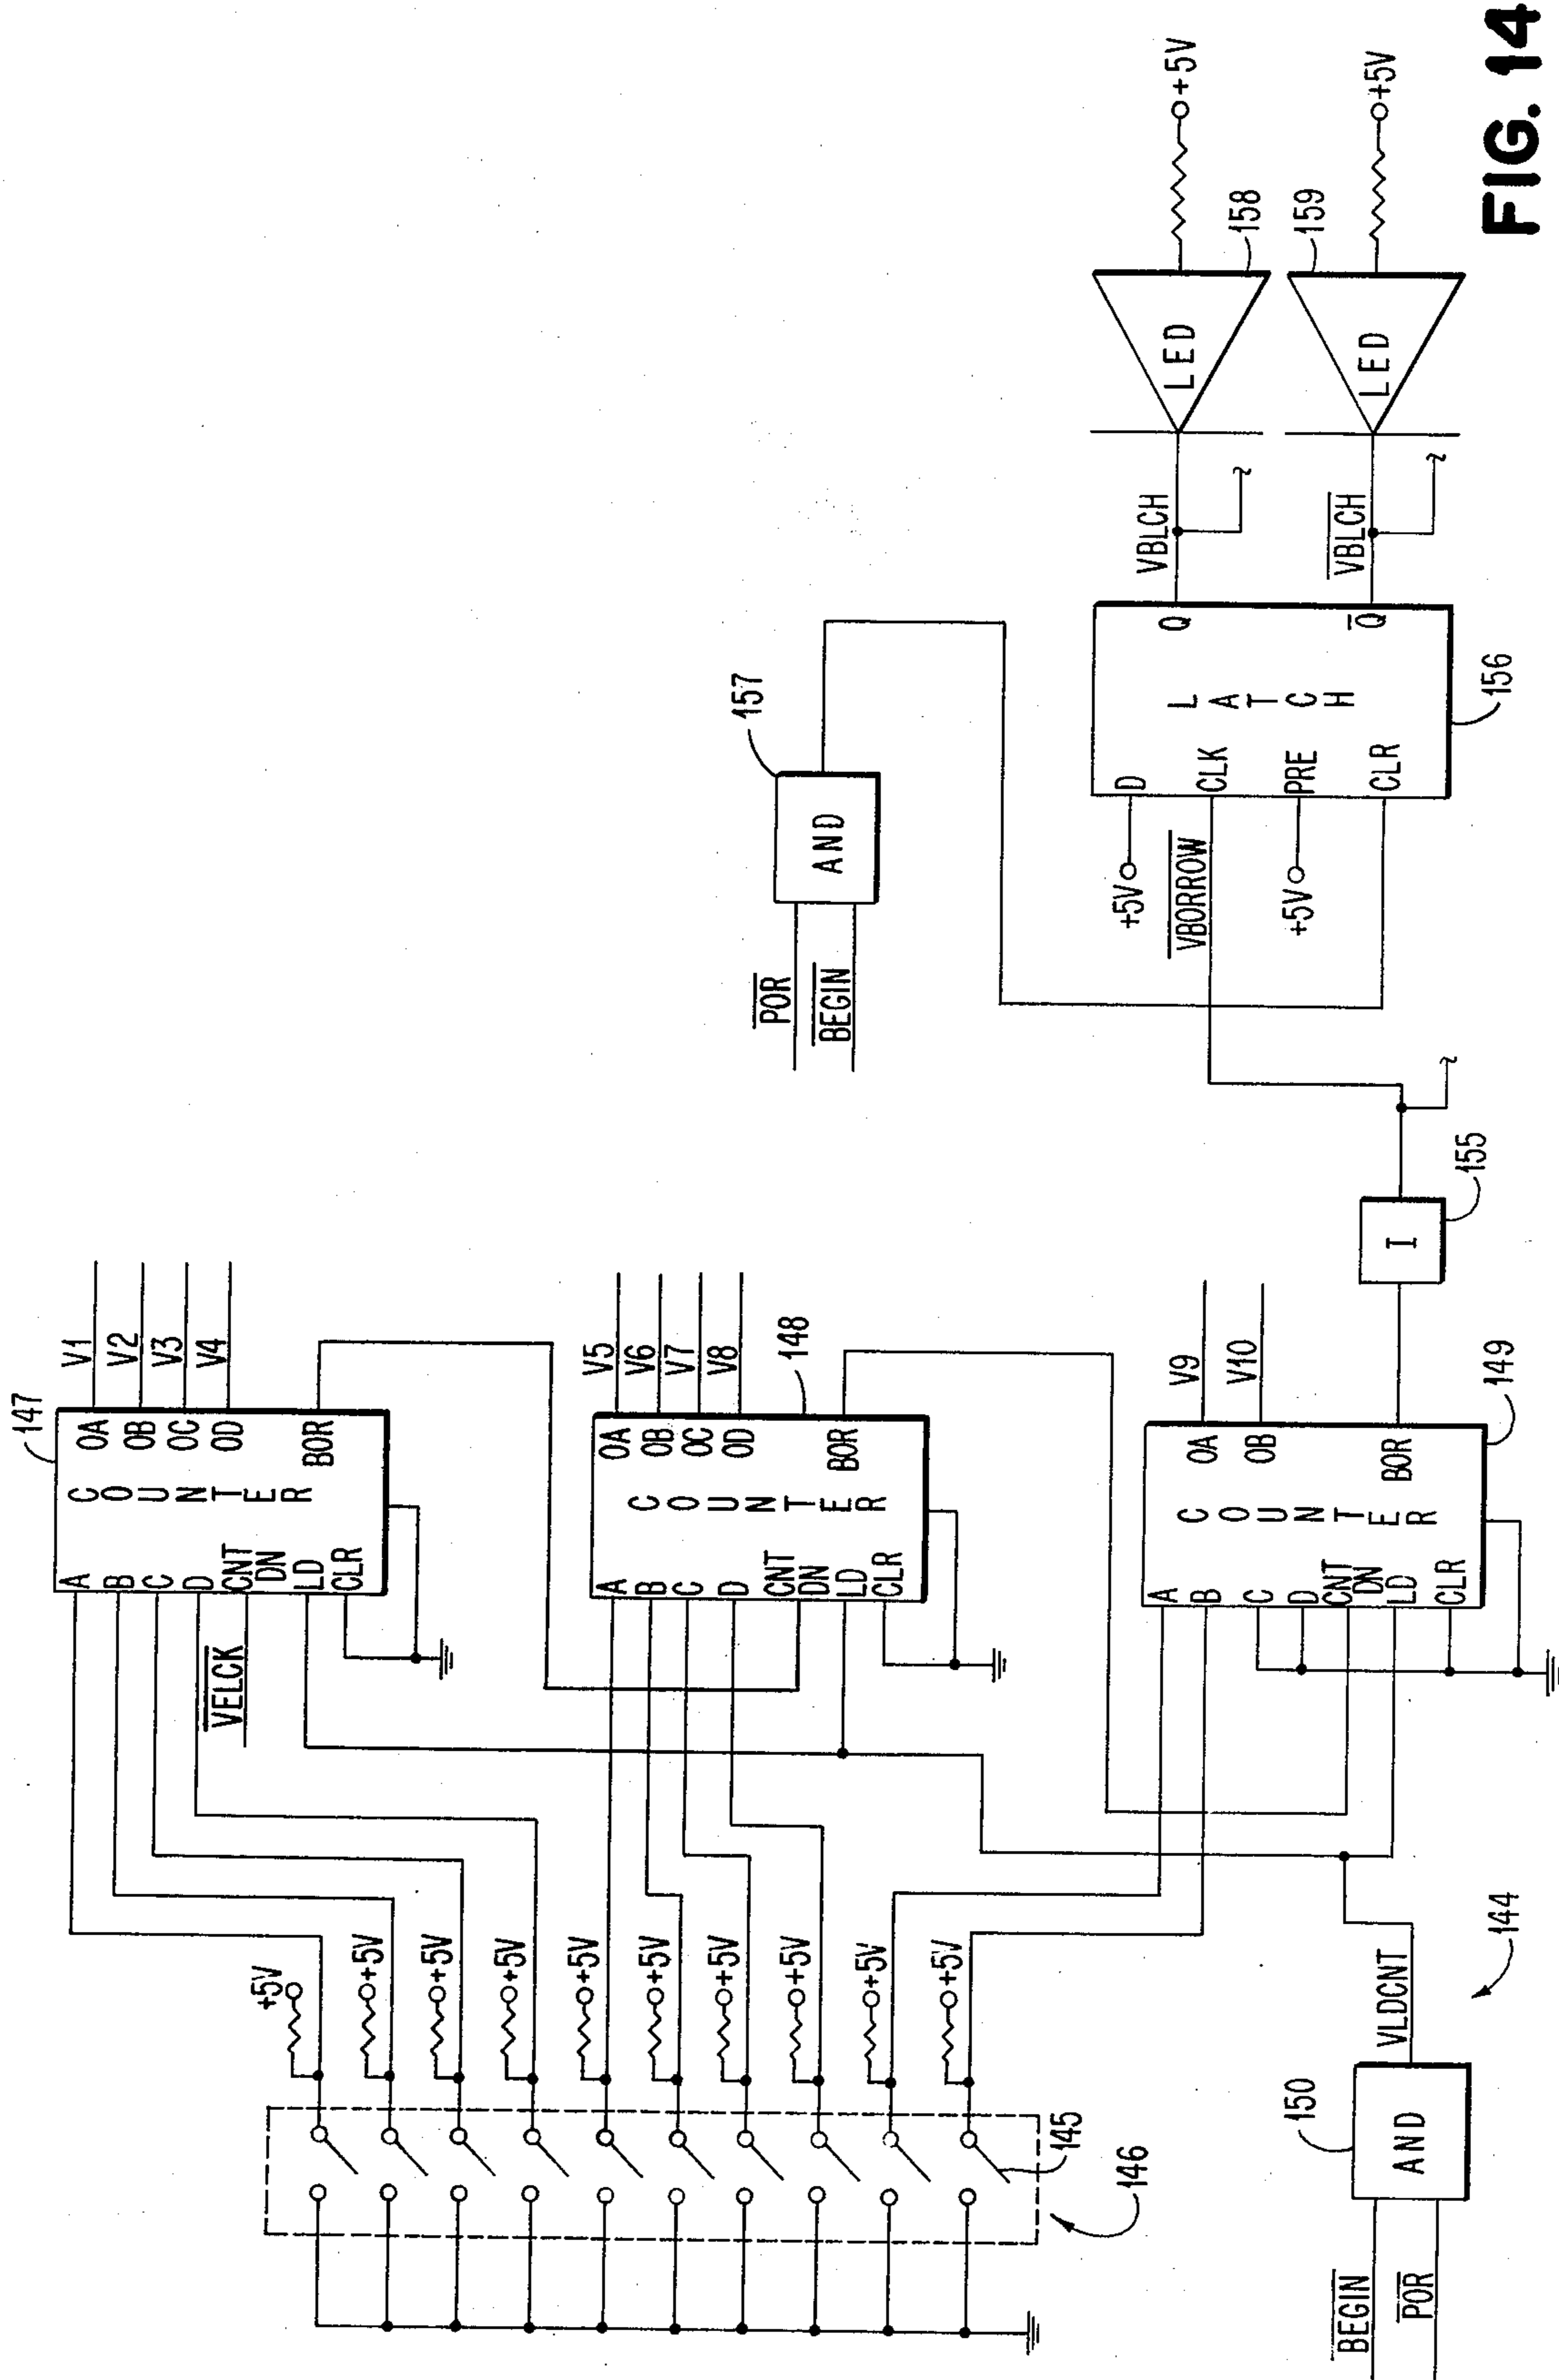 147
A
B
C
D
CNT
DN
LD
CLR
COUNTER
OA
OB
OC
OD
BOR
V1
V2
V3
V4
VELCK
+5V
+5V
+5V
+5V
+5V
+5V
+5V
+5V
+5V
+5V
145
146
A
B
C
D
CNT
DN
LD
CLR
COUNTER
OA
OB
OC
OD
BOR
V5
V6
V7
V8
148
A
B
C
D
CNT
DN
LD
CLR
COUNTER
OA
OB
BOR
V9
V10
149
BEGIN
POR
150
AND
VLDCNT
144
I
155
POR
BEGIN
AND
157
+5V
VBORROW
+5V
D
CLK
PRE
CLR
LATCH
Q
Q
156
VBLCH
VBLCH
LED
158
+5V
LED
159
+5V
FIG. 14